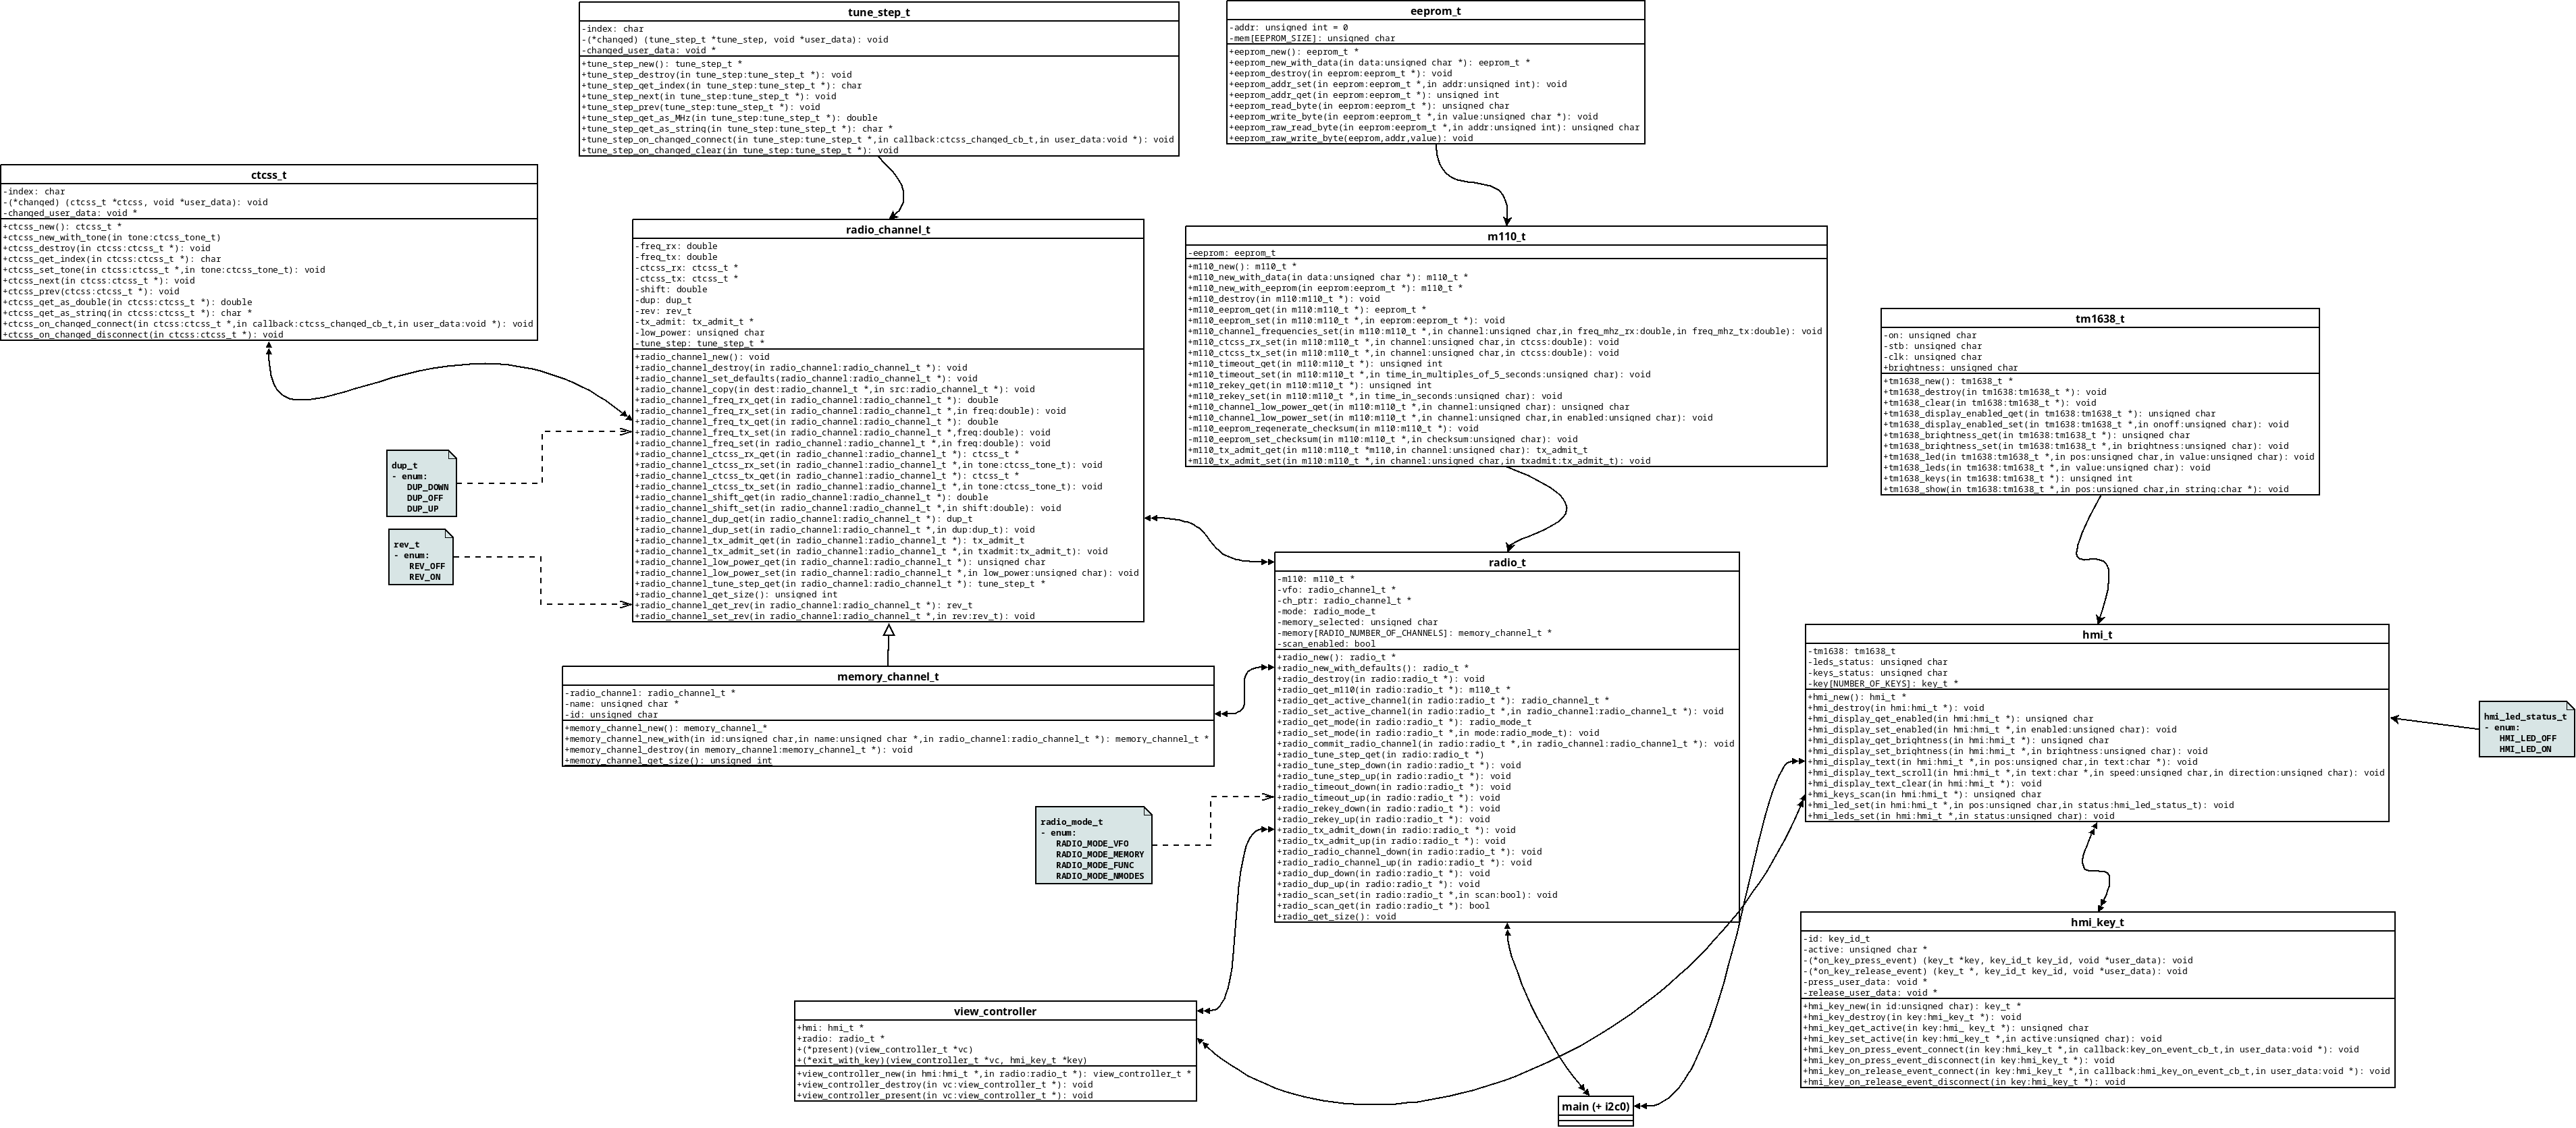 tune_step_t
-index: char
-(*changed) (tune_step_t *tune_step, void *user_data): void
-changed_user_data: void *
+tune_step_new(): tune_step_t *
+tune_step_destroy(in tune_step:tune_step_t *): void
+tune_step_get_index(in tune_step:tune_step_t *): char
+tune_step_next(in tune_step:tune_step_t *): void
+tune_step_prev(tune_step:tune_step_t *): void
+tune_step_get_as_MHz(in tune_step:tune_step_t *): double
+tune_step_get_as_string(in tune_step:tune_step_t *): char *
+tune_step_on_changed_connect(in tune_step:tune_step_t *,in callback:ctcss_changed_cb_t,in user_data:void *): void
+tune_step_on_changed_clear(in tune_step:tune_step_t *): void
eeprom_t
-addr: unsigned int = 0
-mem[EEPROM_SIZE]: unsigned char
+eeprom_new(): eeprom_t *
+eeprom_new_with_data(in data:unsigned char *): eeprom_t *
+eeprom_destroy(in eeprom:eeprom_t *): void
+eeprom_addr_set(in eeprom:eeprom_t *,in addr:unsigned int): void
+eeprom_addr_get(in eeprom:eeprom_t *): unsigned int
+eeprom_read_byte(in eeprom:eeprom_t *): unsigned char
+eeprom_write_byte(in eeprom:eeprom_t *,in value:unsigned char *): void
+eeprom_raw_read_byte(in eeprom:eeprom_t *,in addr:unsigned int): unsigned char
+eeprom_raw_write_byte(eeprom,addr,value): void
ctcss_t
-index: char
-(*changed) (ctcss_t *ctcss, void *user_data): void
-changed_user_data: void *
+ctcss_new(): ctcss_t *
+ctcss_new_with_tone(in tone:ctcss_tone_t)
+ctcss_destroy(in ctcss:ctcss_t *): void
+ctcss_get_index(in ctcss:ctcss_t *): char
+ctcss_set_tone(in ctcss:ctcss_t *,in tone:ctcss_tone_t): void
+ctcss_next(in ctcss:ctcss_t *): void
+ctcss_prev(ctcss:ctcss_t *): void
+ctcss_get_as_double(in ctcss:ctcss_t *): double
+ctcss_get_as_string(in ctcss:ctcss_t *): char *
+ctcss_on_changed_connect(in ctcss:ctcss_t *,in callback:ctcss_changed_cb_t,in user_data:void *): void
+ctcss_on_changed_disconnect(in ctcss:ctcss_t *): void
radio_channel_t
-freq_rx: double
-freq_tx: double
-ctcss_rx: ctcss_t *
-ctcss_tx: ctcss_t *
-shift: double
-dup: dup_t
-rev: rev_t
-tx_admit: tx_admit_t *
-low_power: unsigned char
-tune_step: tune_step_t *
+radio_channel_new(): void
+radio_channel_destroy(in radio_channel:radio_channel_t *): void
+radio_channel_set_defaults(radio_channel:radio_channel_t *): void
+radio_channel_copy(in dest:radio_channel_t *,in src:radio_channel_t *): void
+radio_channel_freq_rx_get(in radio_channel:radio_channel_t *): double
+radio_channel_freq_rx_set(in radio_channel:radio_channel_t *,in freq:double): void
+radio_channel_freq_tx_get(in radio_channel:radio_channel_t *): double
+radio_channel_freq_tx_set(in radio_channel:radio_channel_t *,freq:double): void
+radio_channel_freq_set(in radio_channel:radio_channel_t *,in freq:double): void
+radio_channel_ctcss_rx_get(in radio_channel:radio_channel_t *): ctcss_t *
+radio_channel_ctcss_rx_set(in radio_channel:radio_channel_t *,in tone:ctcss_tone_t): void
+radio_channel_ctcss_tx_get(in radio_channel:radio_channel_t *): ctcss_t *
+radio_channel_ctcss_tx_set(in radio_channel:radio_channel_t *,in tone:ctcss_tone_t): void
+radio_channel_shift_get(in radio_channel:radio_channel_t *): double
+radio_channel_shift_set(in radio_channel:radio_channel_t *,in shift:double): void
+radio_channel_dup_get(in radio_channel:radio_channel_t *): dup_t
+radio_channel_dup_set(in radio_channel:radio_channel_t *,in dup:dup_t): void
+radio_channel_tx_admit_get(in radio_channel:radio_channel_t *): tx_admit_t
+radio_channel_tx_admit_set(in radio_channel:radio_channel_t *,in txadmit:tx_admit_t): void
+radio_channel_low_power_get(in radio_channel:radio_channel_t *): unsigned char
+radio_channel_low_power_set(in radio_channel:radio_channel_t *,in low_power:unsigned char): void
+radio_channel_tune_step_get(in radio_channel:radio_channel_t *): tune_step_t *
+radio_channel_get_size(): unsigned int
+radio_channel_get_rev(in radio_channel:radio_channel_t *): rev_t
+radio_channel_set_rev(in radio_channel:radio_channel_t *,in rev:rev_t): void
m110_t
-eeprom: eeprom_t
+m110_new(): m110_t *
+m110_new_with_data(in data:unsigned char *): m110_t *
+m110_new_with_eeprom(in eeprom:eeprom_t *): m110_t *
+m110_destroy(in m110:m110_t *): void
+m110_eeprom_get(in m110:m110_t *): eeprom_t *
+m110_eeprom_set(in m110:m110_t *,in eeprom:eeprom_t *): void
+m110_channel_frequencies_set(in m110:m110_t *,in channel:unsigned char,in freq_mhz_rx:double,in freq_mhz_tx:double): void
+m110_ctcss_rx_set(in m110:m110_t *,in channel:unsigned char,in ctcss:double): void
+m110_ctcss_tx_set(in m110:m110_t *,in channel:unsigned char,in ctcss:double): void
+m110_timeout_get(in m110:m110_t *): unsigned int
+m110_timeout_set(in m110:m110_t *,in time_in_multiples_of_5_seconds:unsigned char): void
+m110_rekey_get(in m110:m110_t *): unsigned int
+m110_rekey_set(in m110:m110_t *,in time_in_seconds:unsigned char): void
+m110_channel_low_power_get(in m110:m110_t *,in channel:unsigned char): unsigned char
+m110_channel_low_power_set(in m110:m110_t *,in channel:unsigned char,in enabled:unsigned char): void
-m110_eeprom_regenerate_checksum(in m110:m110_t *): void
-m110_eeprom_set_checksum(in m110:m110_t *,in checksum:unsigned char): void
+m110_tx_admit_get(in m110:m110_t *m110,in channel:unsigned char): tx_admit_t
+m110_tx_admit_set(in m110:m110_t *,in channel:unsigned char,in txadmit:tx_admit_t): void
tm1638_t
-on: unsigned char
-stb: unsigned char
-clk: unsigned char
+brightness: unsigned char
+tm1638_new(): tm1638_t *
+tm1638_destroy(in tm1638:tm1638_t *): void
+tm1638_clear(in tm1638:tm1638_t *): void
+tm1638_display_enabled_get(in tm1638:tm1638_t *): unsigned char
+tm1638_display_enabled_set(in tm1638:tm1638_t *,in onoff:unsigned char): void
+tm1638_brightness_get(in tm1638:tm1638_t *): unsigned char
+tm1638_brightness_set(in tm1638:tm1638_t *,in brightness:unsigned char): void
+tm1638_led(in tm1638:tm1638_t *,in pos:unsigned char,in value:unsigned char): void
+tm1638_leds(in tm1638:tm1638_t *,in value:unsigned char): void
+tm1638_keys(in tm1638:tm1638_t *): unsigned int
+tm1638_show(in tm1638:tm1638_t *,in pos:unsigned char,in string:char *): void
dup_t
- enum:
DUP_DOWN
DUP_OFF
DUP_UP
rev_t
- enum:
REV_OFF
REV_ON
radio_t
-m110: m110_t *
-vfo: radio_channel_t *
-ch_ptr: radio_channel_t *
-mode: radio_mode_t
-memory_selected: unsigned char
-memory[RADIO_NUMBER_OF_CHANNELS]: memory_channel_t *
-scan_enabled: bool
+radio_new(): radio_t *
+radio_new_with_defaults(): radio_t *
+radio_destroy(in radio:radio_t *): void
+radio_get_m110(in radio:radio_t *): m110_t *
+radio_get_active_channel(in radio:radio_t *): radio_channel_t *
+radio_set_active_channel(in radio:radio_t *,in radio_channel:radio_channel_t *): void
+radio_get_mode(in radio:radio_t *): radio_mode_t
+radio_set_mode(in radio:radio_t *,in mode:radio_mode_t): void
+radio_commit_radio_channel(in radio:radio_t *,in radio_channel:radio_channel_t *): void
+radio_tune_step_get(in radio:radio_t *)
+radio_tune_step_down(in radio:radio_t *): void
+radio_tune_step_up(in radio:radio_t *): void
+radio_timeout_down(in radio:radio_t *): void
+radio_timeout_up(in radio:radio_t *): void
+radio_rekey_down(in radio:radio_t *): void
+radio_rekey_up(in radio:radio_t *): void
+radio_tx_admit_down(in radio:radio_t *): void
+radio_tx_admit_up(in radio:radio_t *): void
+radio_radio_channel_down(in radio:radio_t *): void
+radio_radio_channel_up(in radio:radio_t *): void
+radio_dup_down(in radio:radio_t *): void
+radio_dup_up(in radio:radio_t *): void
+radio_scan_set(in radio:radio_t *,in scan:bool): void
+radio_scan_get(in radio:radio_t *): bool
+radio_get_size(): void
hmi_t
-tm1638: tm1638_t
-leds_status: unsigned char
-keys_status: unsigned char
-key[NUMBER_OF_KEYS]: key_t *
+hmi_new(): hmi_t *
+hmi_destroy(in hmi:hmi_t *): void
+hmi_display_get_enabled(in hmi:hmi_t *): unsigned char
+hmi_display_set_enabled(in hmi:hmi_t *,in enabled:unsigned char): void
+hmi_display_get_brightness(in hmi:hmi_t *): unsigned char
+hmi_display_set_brightness(in hmi:hmi_t *,in brightness:unsigned char): void
+hmi_display_text(in hmi:hmi_t *,in pos:unsigned char,in text:char *): void
+hmi_display_text_scroll(in hmi:hmi_t *,in text:char *,in speed:unsigned char,in direction:unsigned char): void
+hmi_display_text_clear(in hmi:hmi_t *): void
+hmi_keys_scan(in hmi:hmi_t *): unsigned char
+hmi_led_set(in hmi:hmi_t *,in pos:unsigned char,in status:hmi_led_status_t): void
+hmi_leds_set(in hmi:hmi_t *,in status:unsigned char): void
hmi_led_status_t
- enum:
HMI_LED_OFF
HMI_LED_ON
memory_channel_t
-radio_channel: radio_channel_t *
-name: unsigned char *
-id: unsigned char
+memory_channel_new(): memory_channel_*
+memory_channel_new_with(in id:unsigned char,in name:unsigned char *,in radio_channel:radio_channel_t *): memory_channel_t *
+memory_channel_destroy(in memory_channel:memory_channel_t *): void
+memory_channel_get_size(): unsigned int
radio_mode_t
- enum:
RADIO_MODE_VFO
RADIO_MODE_MEMORY
RADIO_MODE_FUNC
RADIO_MODE_NMODES
hmi_key_t
-id: key_id_t
-active: unsigned char *
-(*on_key_press_event) (key_t *key, key_id_t key_id, void *user_data): void
-(*on_key_release_event) (key_t *, key_id_t key_id, void *user_data): void
-press_user_data: void *
-release_user_data: void *
+hmi_key_new(in id:unsigned char): key_t *
+hmi_key_destroy(in key:hmi_key_t *): void
+hmi_key_get_active(in key:hmi_ key_t *): unsigned char
+hmi_key_set_active(in key:hmi_key_t *,in active:unsigned char): void
+hmi_key_on_press_event_connect(in key:hmi_key_t *,in callback:key_on_event_cb_t,in user_data:void *): void
+hmi_key_on_press_event_disconnect(in key:hmi_key_t *): void
+hmi_key_on_release_event_connect(in key:hmi_key_t *,in callback:hmi_key_on_event_cb_t,in user_data:void *): void
+hmi_key_on_release_event_disconnect(in key:hmi_key_t *): void
view_controller
+hmi: hmi_t *
+radio: radio_t *
+(*present)(view_controller_t *vc)
+(*exit_with_key)(view_controller_t *vc, hmi_key_t *key)
+view_controller_new(in hmi:hmi_t *,in radio:radio_t *): view_controller_t *
+view_controller_destroy(in vc:view_controller_t *): void
+view_controller_present(in vc:view_controller_t *): void
main (+ i2c0)